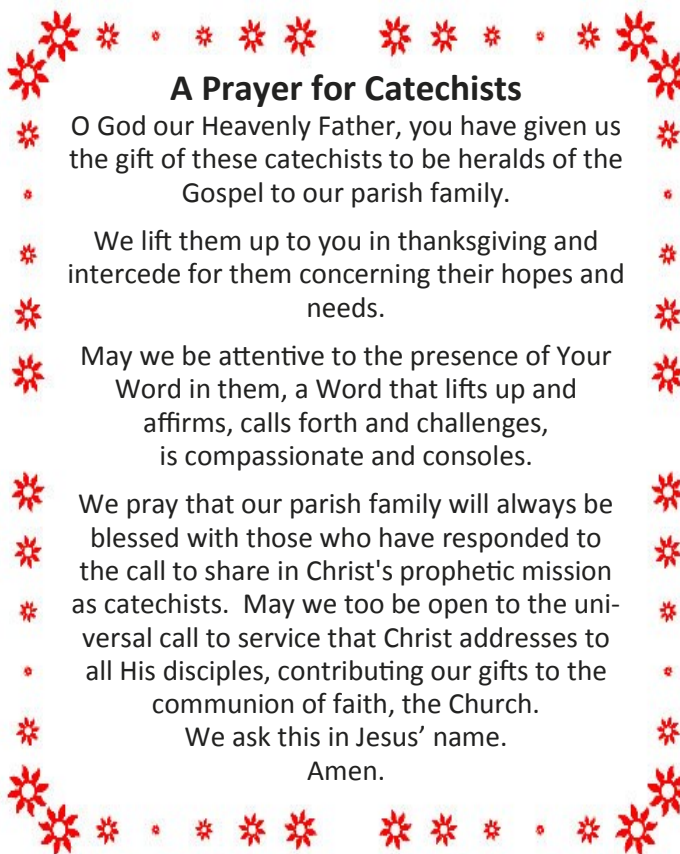 A Prayer for Catechists
O God our Heavenly Father, you have given us
the gift of these catechists to be heralds of the
Gospel to our parish family.
We lift them up to you in thanksgiving and
intercede for them concerning their hopes and
needs.
May we be attentive to the presence of Your
Word in them, a Word that lifts up and
affirms, calls forth and challenges,
is compassionate and consoles.
We pray that our parish family will always be
blessed with those who have responded to
the call to share in Christ's prophetic mission
as catechists.  May we too be open to the uni-
versal call to service that Christ addresses to
all His disciples, contributing our gifts to the
communion of faith, the Church.
We ask this in Jesus’ name.
Amen.